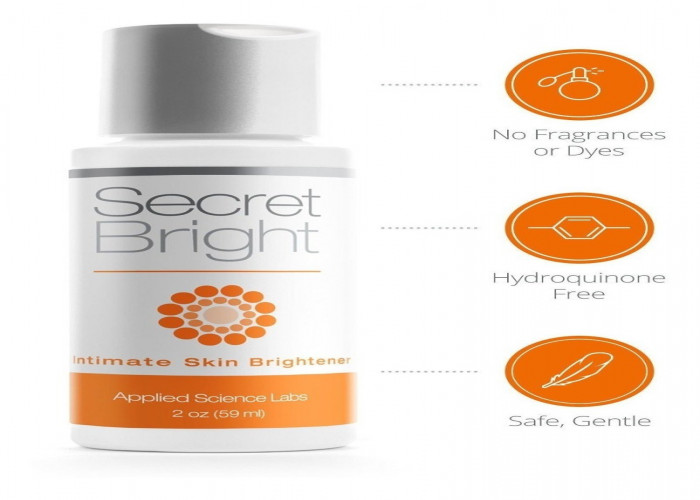 Secret
Bright
Intimate Skin Brightener
Applied Science Labs
2 oz (59 ml)
No Fragrances
or Dyes
Hydroquinone
Free
Safe, Gentle